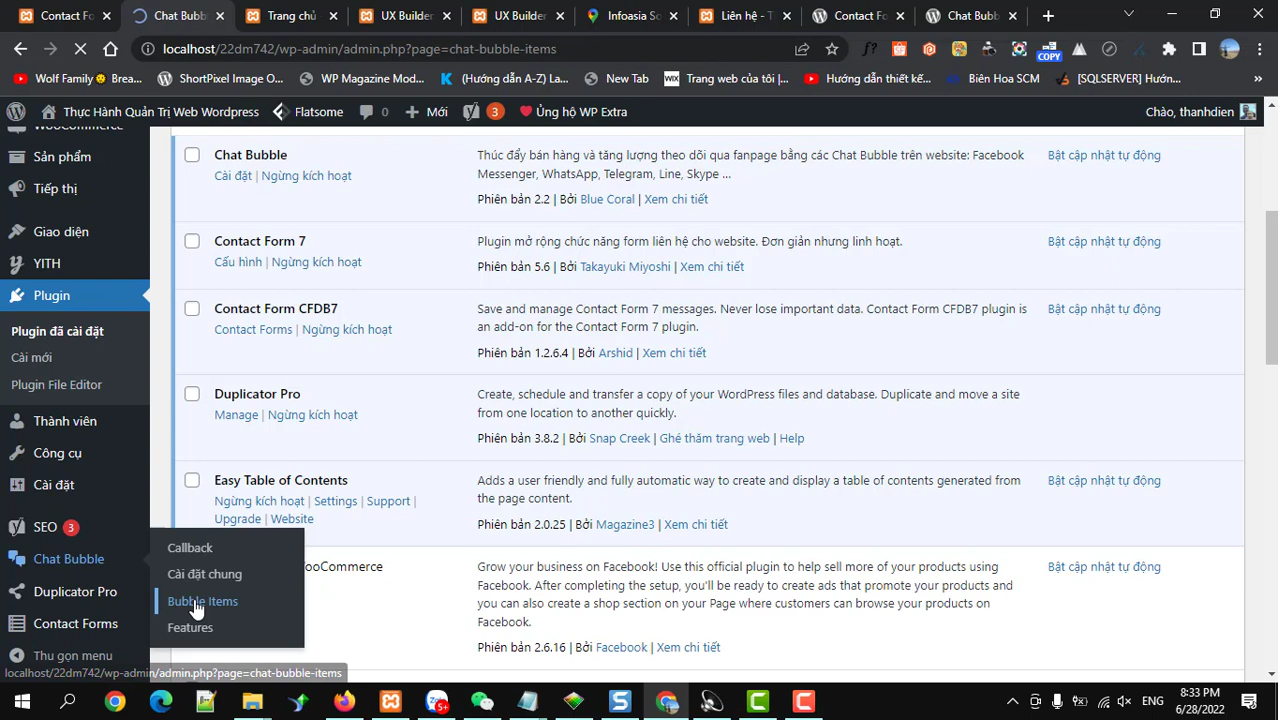 Contact Fo
Chat Bubb
Trang chủ
UX Builder
UX Builder
Infoasia So
Liên hệ - T
Contact Fo
Chat Bubb
localhost/22dm742/wp-admin/admin.php?page=chat-bubble-items
COPY
Wolf Family Brea...
ShortPixel Image O...
WP Magazine Mod...
(Hướng dẫn A-Z) La...
New Tab
WIX Trang web của tôi |...
Hướng dẫn thiết kế...
Biên Hoa SCM
[SQLSERVER] Hướn...
Thực Hành Quản Trị Web Wordpress
Flatsome
0
Mới
3
Ủng hộ WP Extra
Chào, thanhdien
WooCommerce
Sản phẩm
Tiếp thị
Giao diện
YITH
Plugin
Plugin đã cài đặt
Cài mới
Plugin File Editor
Thành viên
Công cụ
Cài đặt
SEO 3
Chat Bubble
Duplicator Pro
Contact Forms
Thu gọn menu
Callback
Cài đặt chung
Bubble Items
Features
Chat Bubble
Cài đặt | Ngừng kích hoạt
Thúc đẩy bán hàng và tăng lượng theo dõi qua fanpage bằng các Chat Bubble trên website: Facebook
Messenger, WhatsApp, Telegram, Line, Skype ...
Phiên bản 2.2 | Bởi Blue Coral | Xem chi tiết
Bật cập nhật tự động
Contact Form 7
Cấu hình | Ngừng kích hoạt
Plugin mở rộng chức năng form liên hệ cho website. Đơn giản nhưng linh hoạt.
Phiên bản 5.6 | Bởi Takayuki Miyoshi | Xem chi tiết
Bật cập nhật tự động
Contact Form CFDB7
Contact Forms | Ngừng kích hoạt
Save and manage Contact Form 7 messages. Never lose important data. Contact Form CFDB7 plugin is
an add-on for the Contact Form 7 plugin.
Phiên bản 1.2.6.4 | Bởi Arshid | Xem chi tiết
Bật cập nhật tự động
Duplicator Pro
Manage | Ngừng kích hoạt
Create, schedule and transfer a copy of your WordPress files and database. Duplicate and move a site
from one location to another quickly.
Phiên bản 3.8.2 | Bởi Snap Creek | Ghé thăm trang web | Help
Easy Table of Contents
Ngừng kích hoạt | Settings | Support |
Upgrade | Website
Adds a user friendly and fully automatic way to create and display a table of contents generated from
the page content.
Phiên bản 2.0.25 | Bởi Magazine3 | Xem chi tiết
Bật cập nhật tự động
ooCommerce
Grow your business on Facebook! Use this official plugin to help sell more of your products using
Facebook. After completing the setup, you'll be ready to create ads that promote your products and
you can also create a shop section on your Page where customers can browse your products on
Facebook.
Phiên bản 2.6.16 | Bởi Facebook | Xem chi tiết
Bật cập nhật tự động
localhost/22dm742/wp-admin/admin.php?page=chat-bubble-items
5+
ENG
8:33 PM
6/28/2022